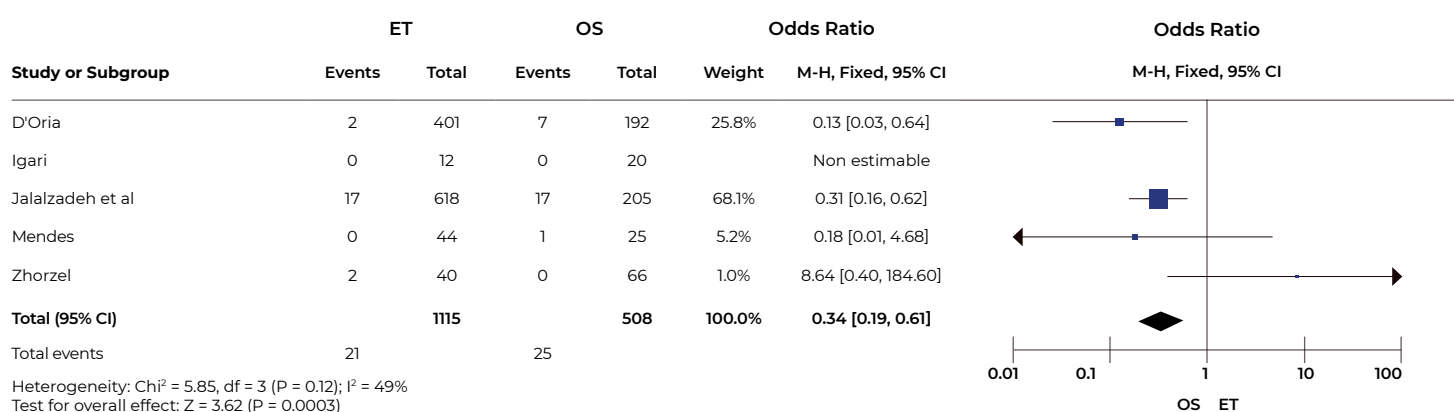 ET OS Odds Ratio Odds Ratio
Study or Subgroup Events Total Events Total Weight M-H, Fixed, 95% CI M-H, Fixed, 95% CI
D'Oria 2 401 7 192 25.8% 0.13 [0.03, 0.64]
Igari 0 12 0 20 Non estimable
Jalalzadeh et al 17 618 17 205 68.1% 0.31 [0.16, 0.62]
Mendes 0 44 1 25 5.2% 0.18 [0.01, 4.68]
Zhorzel 2 40 0 66 1.0% 8.64 [0.40, 184.60]
Total (95% CI) 1115 508 100.0% 0.34 [0.19, 0.61]
Total events 21 25
Heterogeneity: Chi² = 5.85, df = 3 (P = 0.12); I² = 49%
Test for overall effect: Z = 3.62 (P = 0.0003)
0.01 0.1 1 10 100
OS ET